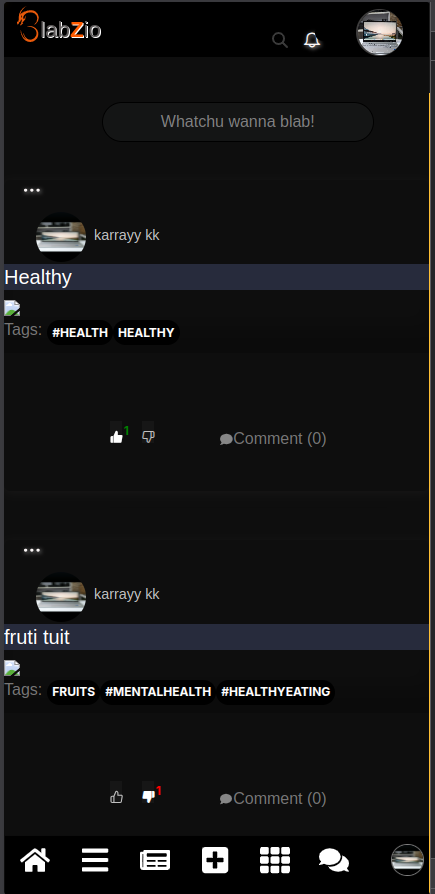 BlabZio
Whatchu wanna blab!
karrayy kk
Healthy
Tags: #HEALTH HEALTHY
1 Comment (0)
karrayy kk
fruti tuit
Tags: FRUITS #MENTALHEALTH #HEALTHYEATING
1 Comment (0)